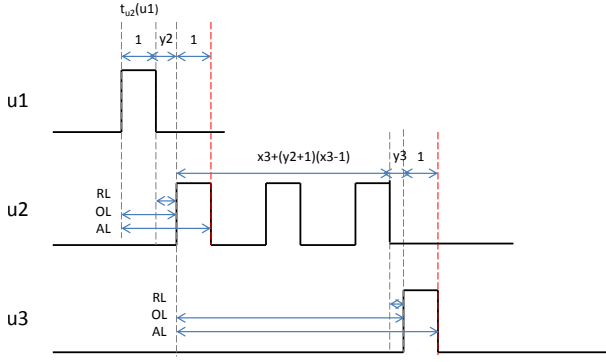 t_u2(u1)
1 y2 1
u1
x3+(y2+1)(x3-1) y3 1
RL
u2 OL
AL
RL
u3 OL
AL